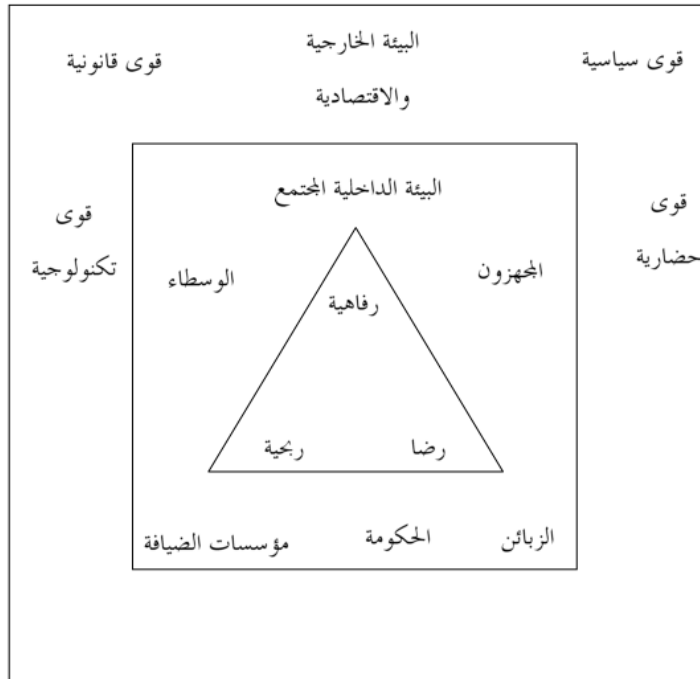 البيئة الخارجية
قوى سياسية
قوى قانونية
والاقتصادية
البيئة الداخلية المجتمع
قوى
حضارية
قوى
تكنولوجية
المجهزون
الوسطاء
رفاهية
رضا
ربحية
الزبائن
الحكومة
مؤسسات الضيافة